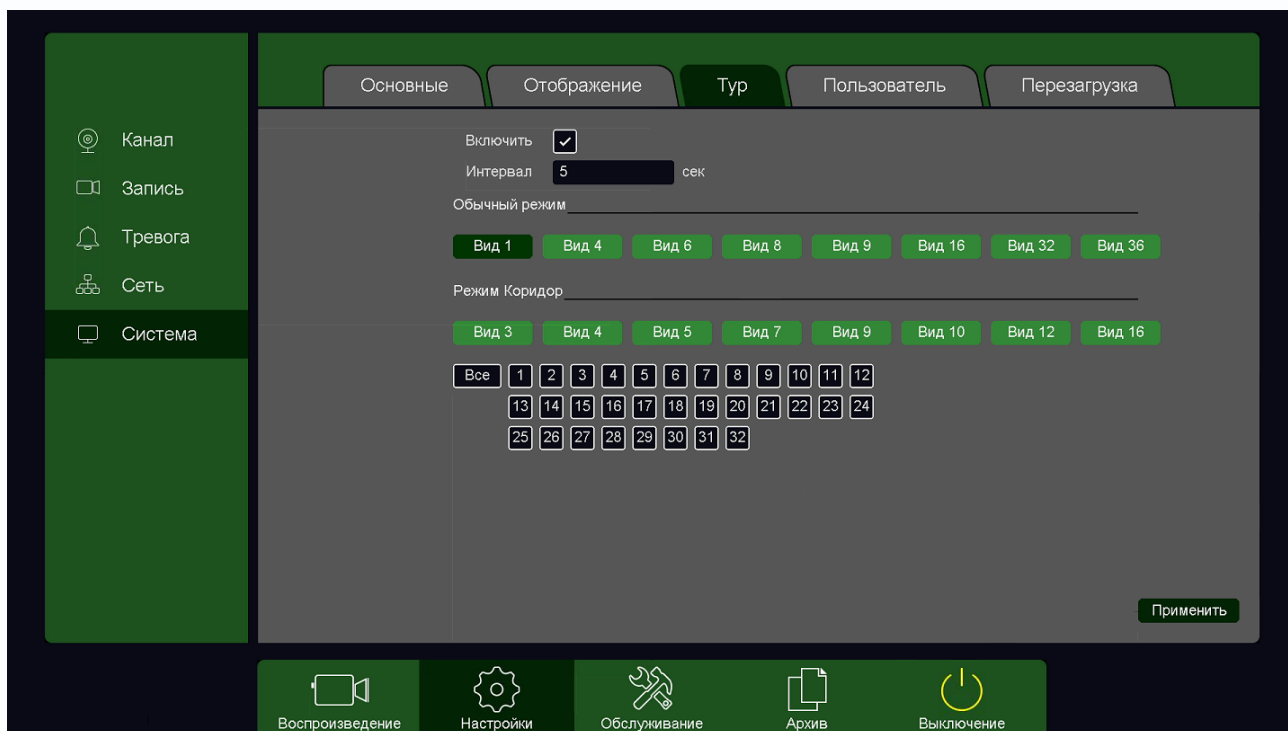 Основные Отображение Тур Пользователь Перезагрузка
Канал
Запись
Тревога
Сеть
Система
Включить
Интервал 5 сек
Обычный режим
Вид 1 Вид 4 Вид 6 Вид 8 Вид 9 Вид 16 Вид 32 Вид 36
Режим Коридор
Вид 3 Вид 4 Вид 5 Вид 7 Вид 9 Вид 10 Вид 12 Вид 16
Все 1 2 3 4 5 6 7 8 9 10 11 12
13 14 15 16 17 18 19 20 21 22 23 24
25 26 27 28 29 30 31 32
Применить
Воспроизведение Настройки Обслуживание Архив Выключение